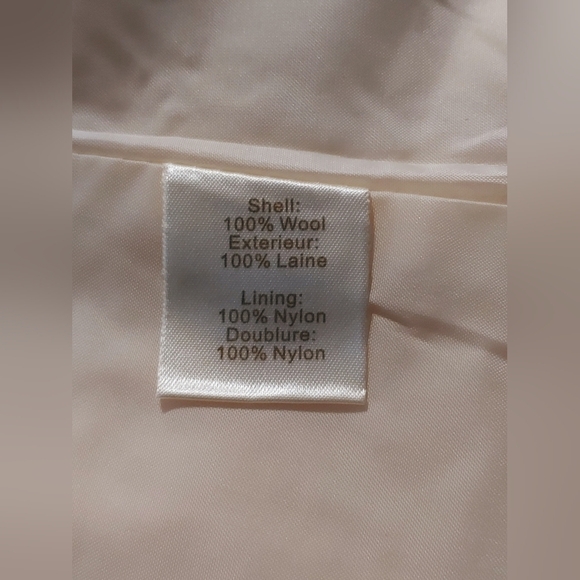 Shell:
100% Wool
Exterieur:
100% Laine
Lining:
100% Nylon
Doublure:
100% Nylon